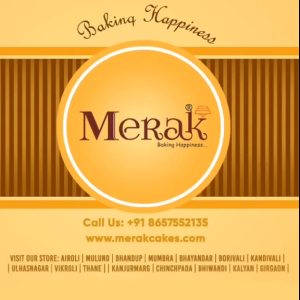 Baking Happiness
Merak
Baking Happiness...
Call Us: +91 8657552135
www.merakcakes.com
VISIT OUR STORE: AIROLI | MULUND | BHANDUP | MUMBRA | BHAYANDAR | BORIVALI | KANDIVALI |
| ULHASNAGAR | VIKROLI | THANE | | KANJURMARG | CHINCHPADA | BHIWANDI | KALYAN | GIRGAON |